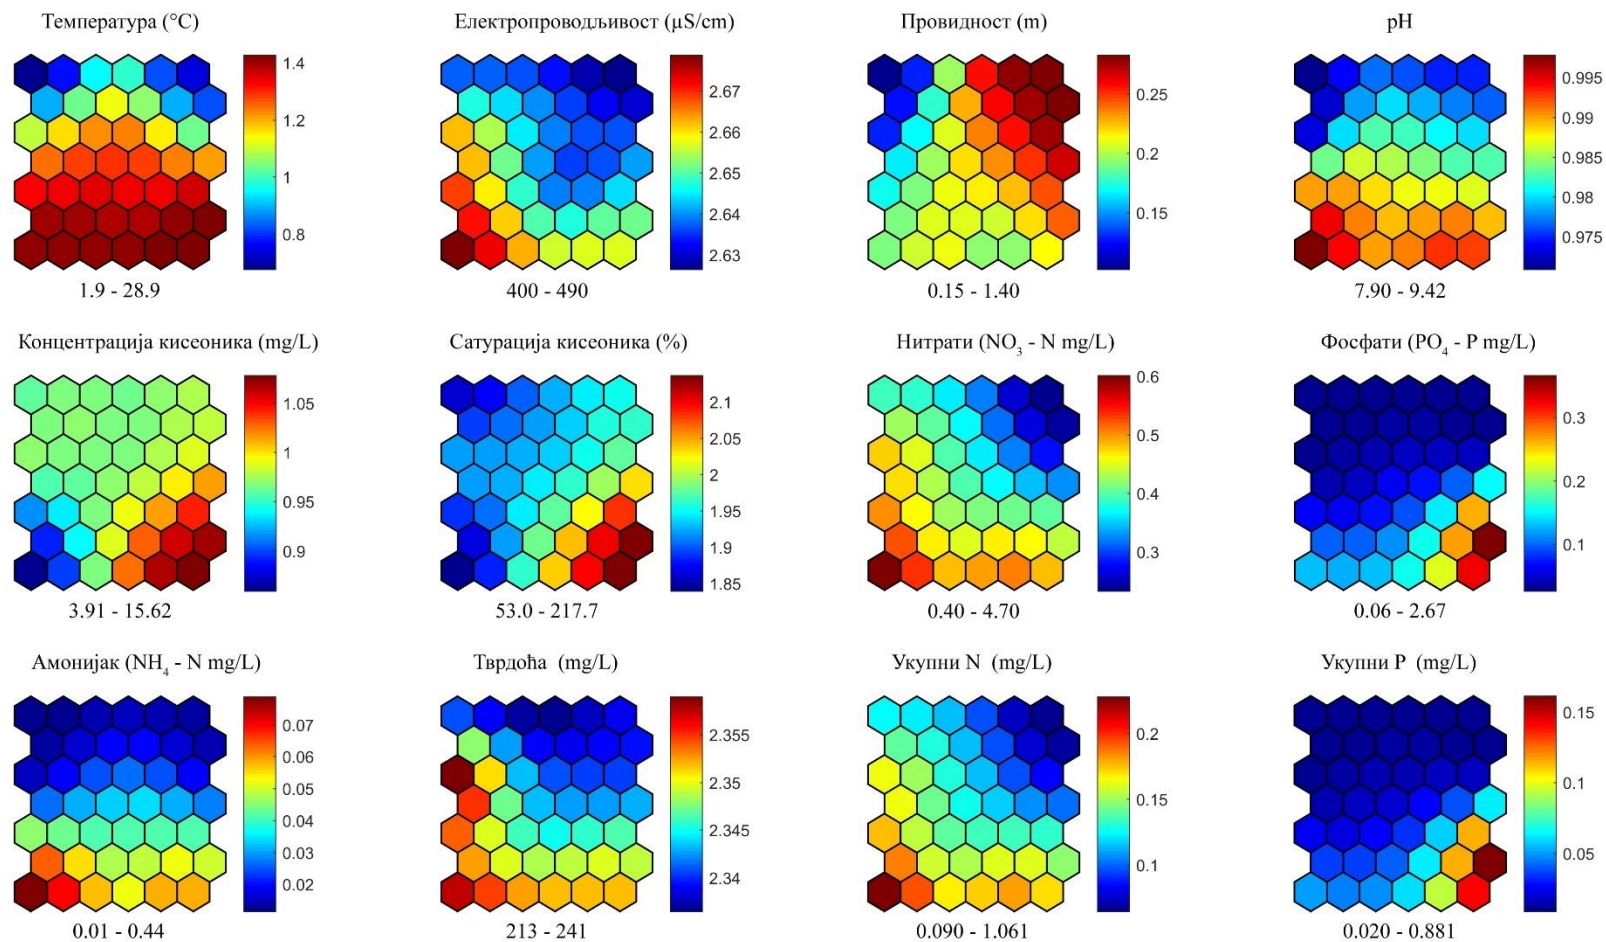 Температура (°C)
1.4
1.2
1
0.8
1.9 - 28.9
Електропроводљивост (µS/cm)
2.67
2.66
2.65
2.64
2.63
400 - 490
Провидност (m)
0.25
0.2
0.15
0.15 - 1.40
pH
0.995
0.99
0.985
0.98
0.975
7.90 - 9.42
Концентрација кисеоника (mg/L)
1.05
1
0.95
0.9
3.91 - 15.62
Сатурација кисеоника (%)
2.1
2.05
2
1.95
1.9
1.85
53.0 - 217.7
Нитрати (NO₃ - N mg/L)
0.6
0.5
0.4
0.3
0.40 - 4.70
Фосфати (PO₄ - P mg/L)
0.3
0.2
0.1
0.06 - 2.67
Амонијак (NH₄ - N mg/L)
0.07
0.06
0.05
0.04
0.03
0.02
0.01 - 0.44
Тврдоћа (mg/L)
2.355
2.35
2.345
2.34
213 - 241
Укупни N (mg/L)
0.2
0.15
0.1
0.090 - 1.061
Укупни P (mg/L)
0.15
0.1
0.05
0.020 - 0.881